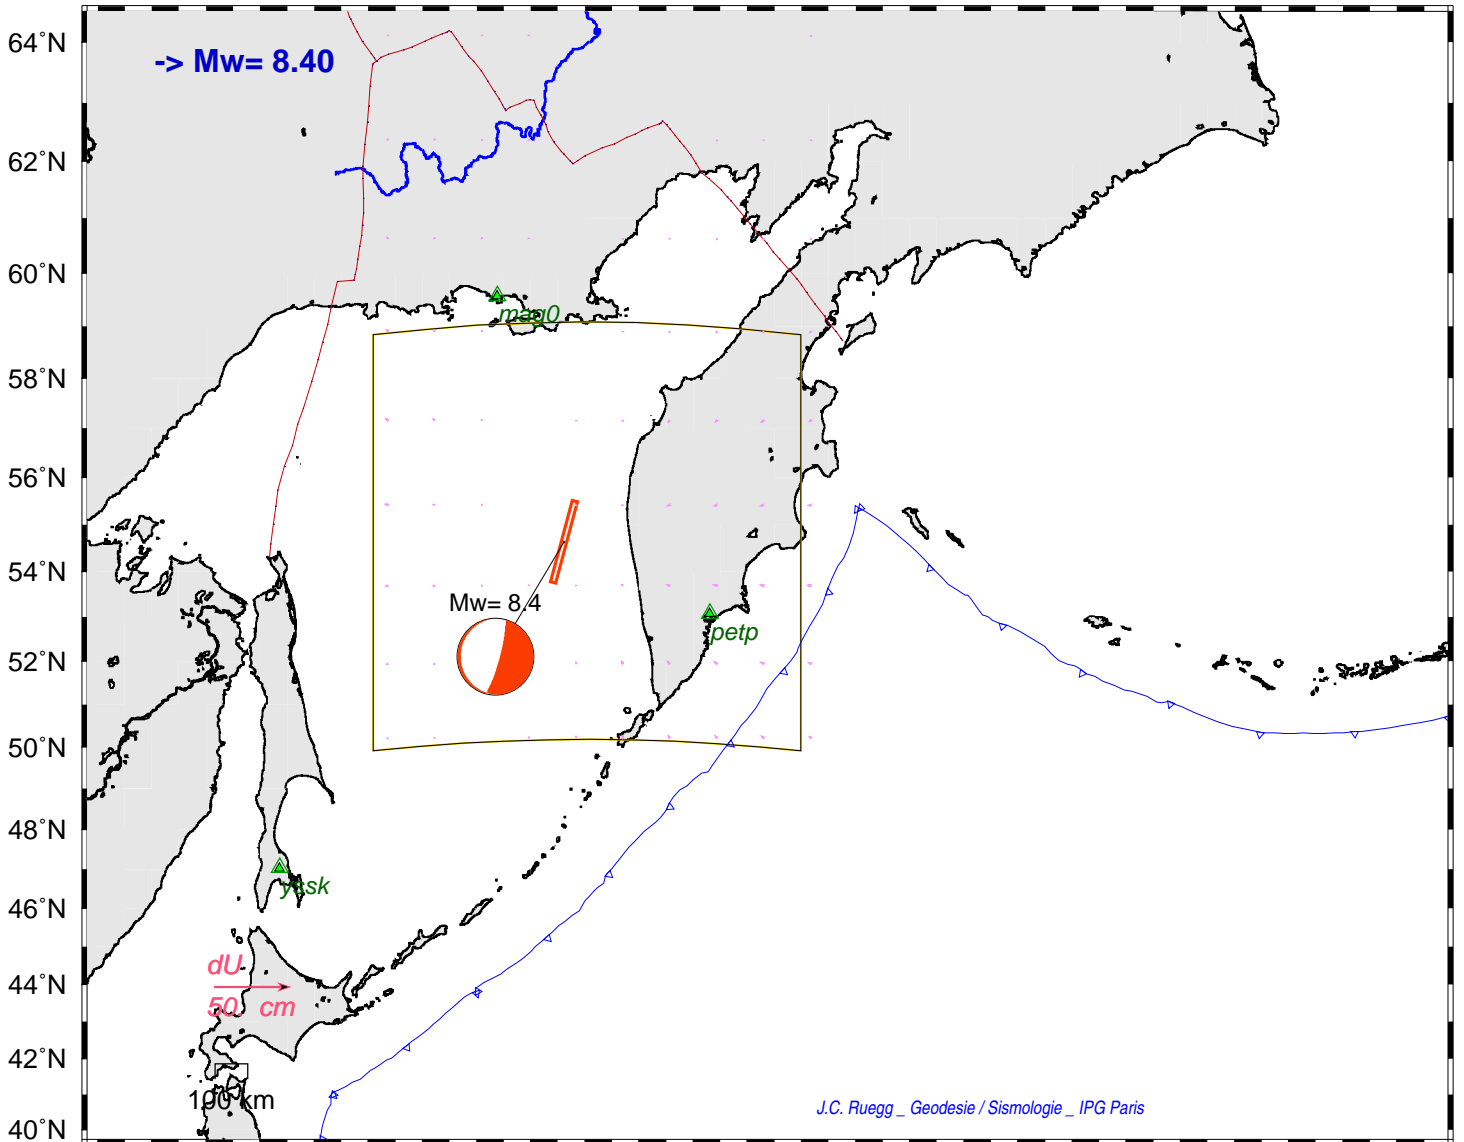 64°N
-> Mw= 8.40
62°N
60°N
mag0
58°N
56°N
54°N
Mw= 8.4
petp
52°N
50°N
48°N
yssk
46°N
dU
44°N
50. cm
42°N
100 km
J.C. Ruegg _ Geodesie / Sismologie _ IPG Paris
40°N